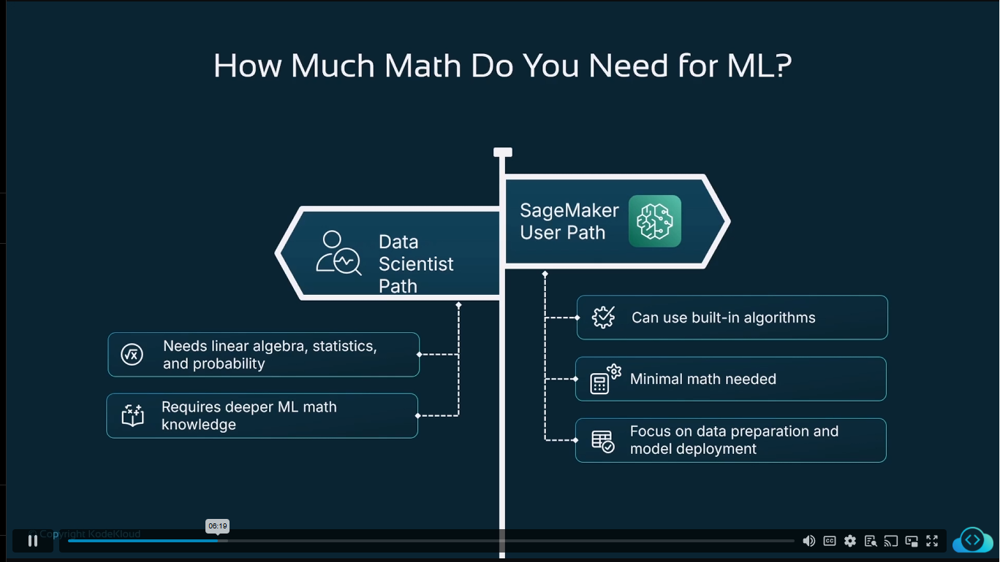 How Much Math Do You Need for ML?
SageMaker
User Path
Data
Scientist
Path
Needs linear algebra, statistics,
and probability
Requires deeper ML math
knowledge
Can use built-in algorithms
Minimal math needed
Focus on data preparation and
model deployment
© Copyright KodeKloud
06:19
CC